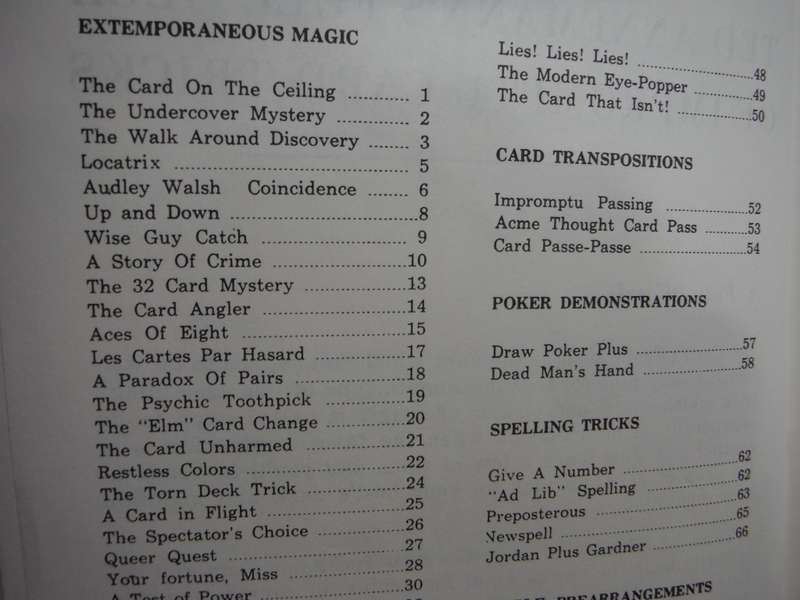 EXTEMPORANEOUS MAGIC
The Card On The Ceiling ........... 1
The Undercover Mystery ............ 2
The Walk Around Discovery ....... 3
Locatrix ........................................ 5
Audley Walsh Coincidence ........ 6
Up and Down ................................8
Wise Guy Catch ......................... 9
A Story Of Crime .......................10
The 32 Card Mystery ..................13
The Card Angler .........................14
Aces Of Eight ............................15
Les Cartes Par Hasard ................17
A Paradox Of Pairs ....................18
The Psychic Toothpick ...............19
The "Elm" Card Change .............20
The Card Unharmed ...................21
Restless Colors ..........................22
The Torn Deck Trick .................24
A Card in Flight ........................25
The Spectator's Choice ..............26
Queer Quest ..............................27
Your fortune, Miss ....................28
A Test of Power ........................30
Lies! Lies! Lies! ........................48
The Modern Eye-Popper ............49
The Card That Isn't! ..................50
CARD TRANSPOSITIONS
Impromptu Passing ....................52
Acme Thought Card Pass ..........53
Card Passe-Passe .......................54
POKER DEMONSTRATIONS
Draw Poker Plus .......................57
Dead Man's Hand ......................58
SPELLING TRICKS
Give A Number ........................62
"Ad Lib" Spelling .....................62
Preposterous ............................63
Newspell .................................65
Jordan Plus Gardner .................66
PREARRANGEMENTS